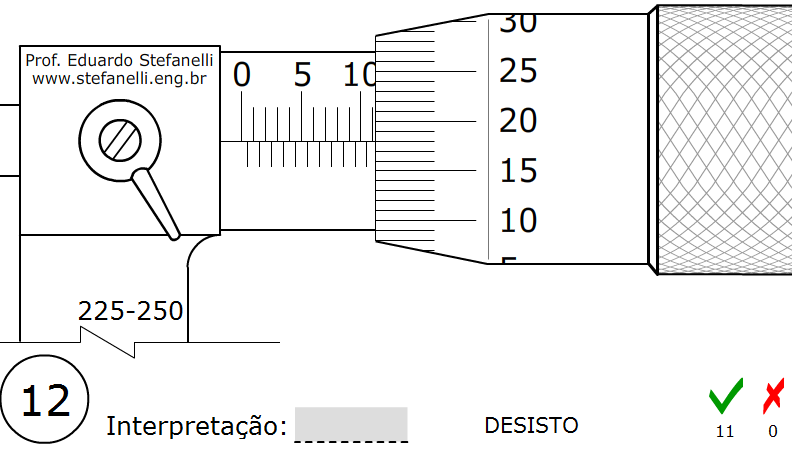 Prof. Eduardo Stefanelli
www.stefanelli.eng.br
0 5 10
30
25
20
15
10
5
225-250
12
Interpretação:
DESISTO
11 0